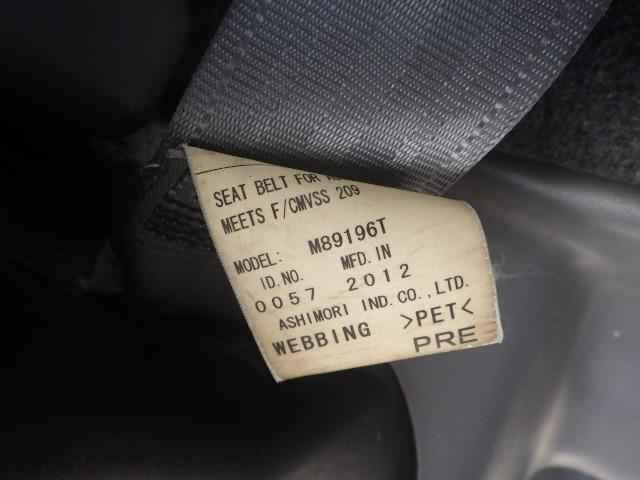 SEAT BELT FOR
MEETS F/CMVSS 209
MODEL: M89196T
ID.NO. MFD.IN
0057 2012
ASHIMORI IND.CO.,LTD.
WEBBING >PET<
PRE